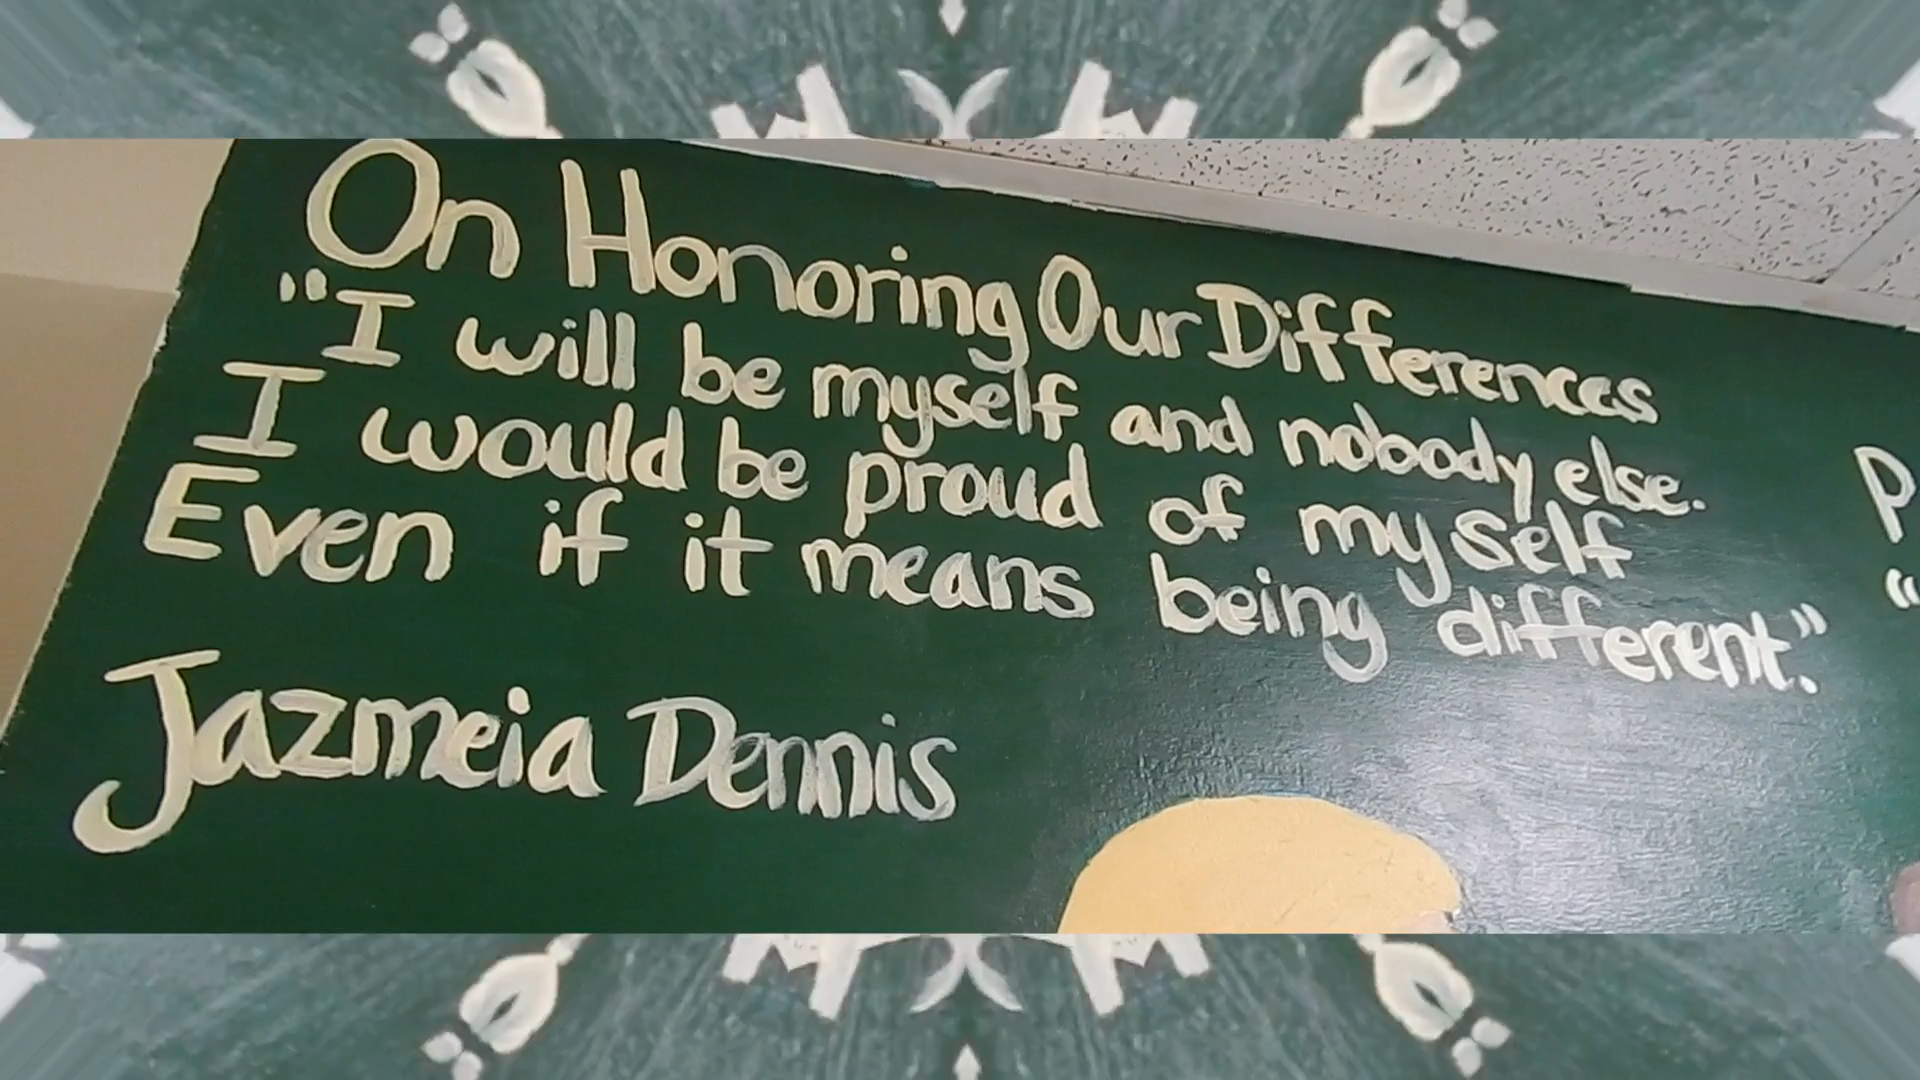 On Honoring Our Differences
"I will be myself and nobody else.
I would be proud of myself
Even if it means being different".
Jazmeia Dennis
P
"